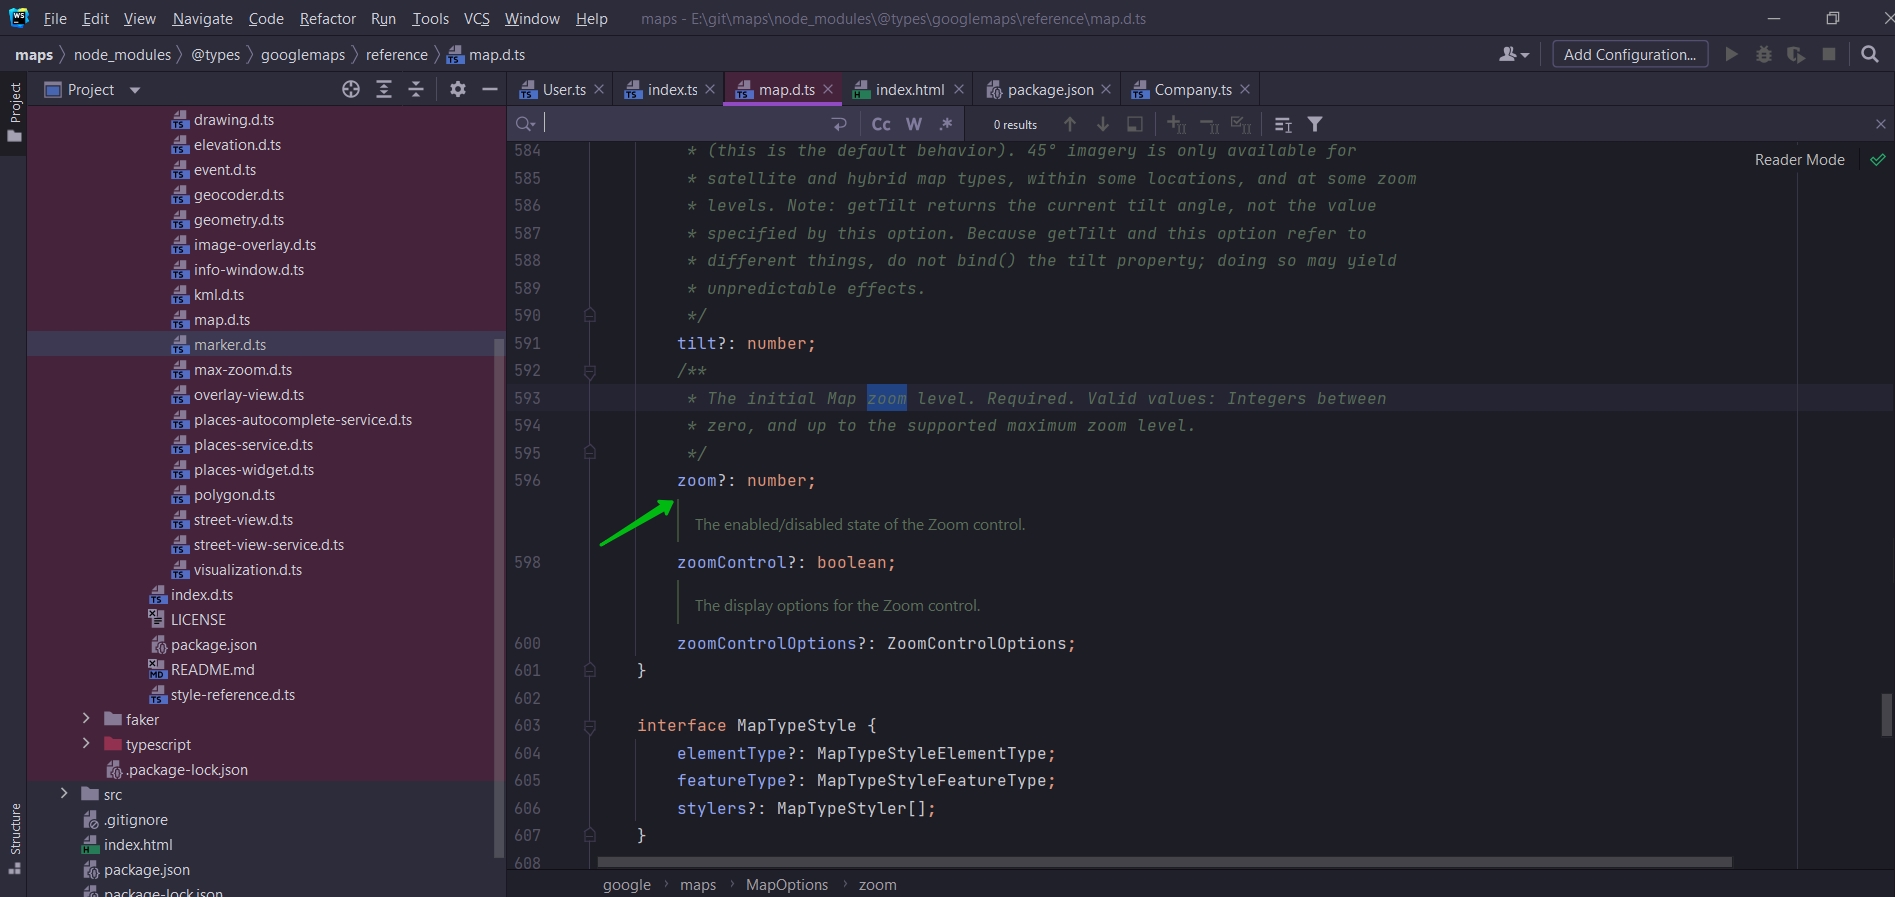 File Edit View Navigate Code Refactor Run Tools VCS Window Help maps - E:\git\maps\node_modules\@types\googlemaps\reference\map.d.ts
maps node_modules @types googlemaps reference map.d.ts Add Configuration...
Project
Project
User.ts index.ts map.d.ts index.html package.json Company.ts
Cc W .* 0 results
Reader Mode
drawing.d.ts
elevation.d.ts
event.d.ts
geocoder.d.ts
geometry.d.ts
image-overlay.d.ts
info-window.d.ts
kml.d.ts
map.d.ts
marker.d.ts
max-zoom.d.ts
overlay-view.d.ts
places-autocomplete-service.d.ts
places-service.d.ts
places-widget.d.ts
polygon.d.ts
street-view.d.ts
street-view-service.d.ts
visualization.d.ts
index.d.ts
LICENSE
package.json
README.md
style-reference.d.ts
faker
typescript
.package-lock.json
src
.gitignore
index.html
package.json
package-lock.json
Structure
584 * (this is the default behavior). 45° imagery is only available for
585 * satellite and hybrid map types, within some locations, and at some zoom
586 * levels. Note: getTilt returns the current tilt angle, not the value
587 * specified by this option. Because getTilt and this option refer to
588 * different things, do not bind() the tilt property; doing so may yield
589 * unpredictable effects.
590 */
591 tilt?: number;
592 /**
593 * The initial Map zoom level. Required. Valid values: Integers between
594 * zero, and up to the supported maximum zoom level.
595 */
596 zoom?: number;
The enabled/disabled state of the Zoom control.
598 zoomControl?: boolean;
The display options for the Zoom control.
600 zoomControlOptions?: ZoomControlOptions;
601 }
602
603 interface MapTypeStyle {
604 elementType?: MapTypeStyleElementType;
605 featureType?: MapTypeStyleFeatureType;
606 stylers?: MapTypeStyler[];
607 }
608
google maps MapOptions zoom